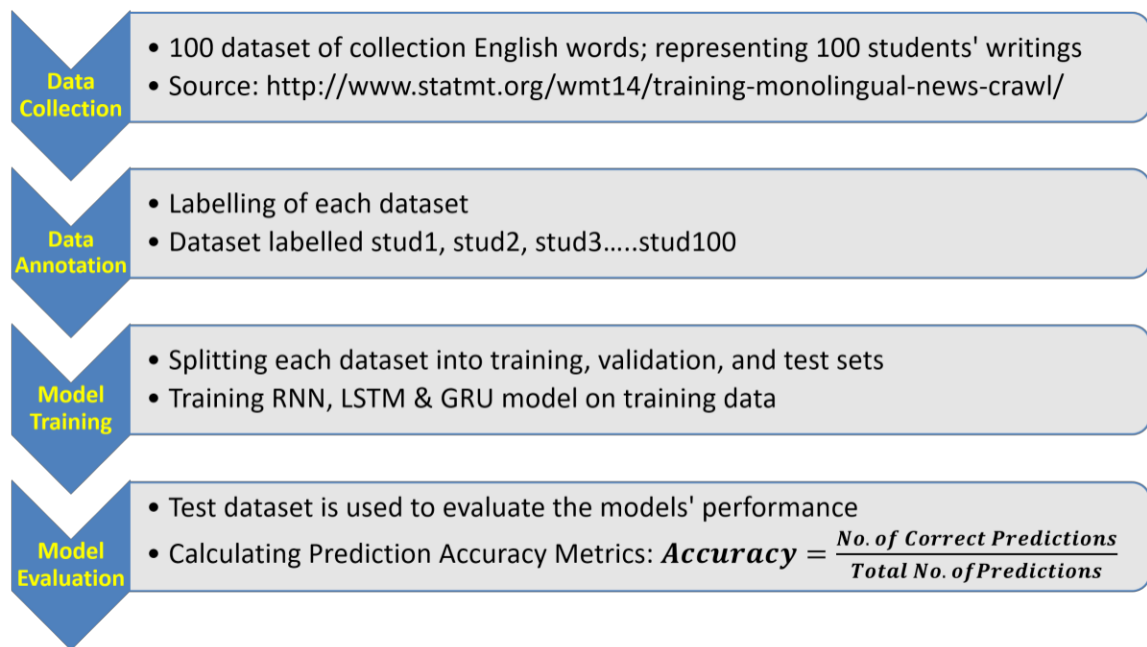 Data
Collection
• 100 dataset of collection English words; representing 100 students' writings
• Source: http://www.statmt.org/wmt14/training-monolingual-news-crawl/
Data
Annotation
• Labelling of each dataset
• Dataset labelled stud1, stud2, stud3.....stud100
Model
Training
• Splitting each dataset into training, validation, and test sets
• Training RNN, LSTM & GRU model on training data
Model
Evaluation
• Test dataset is used to evaluate the models' performance
• Calculating Prediction Accuracy Metrics: Accuracy = No. of Correct Predictions / Total No. of Predictions